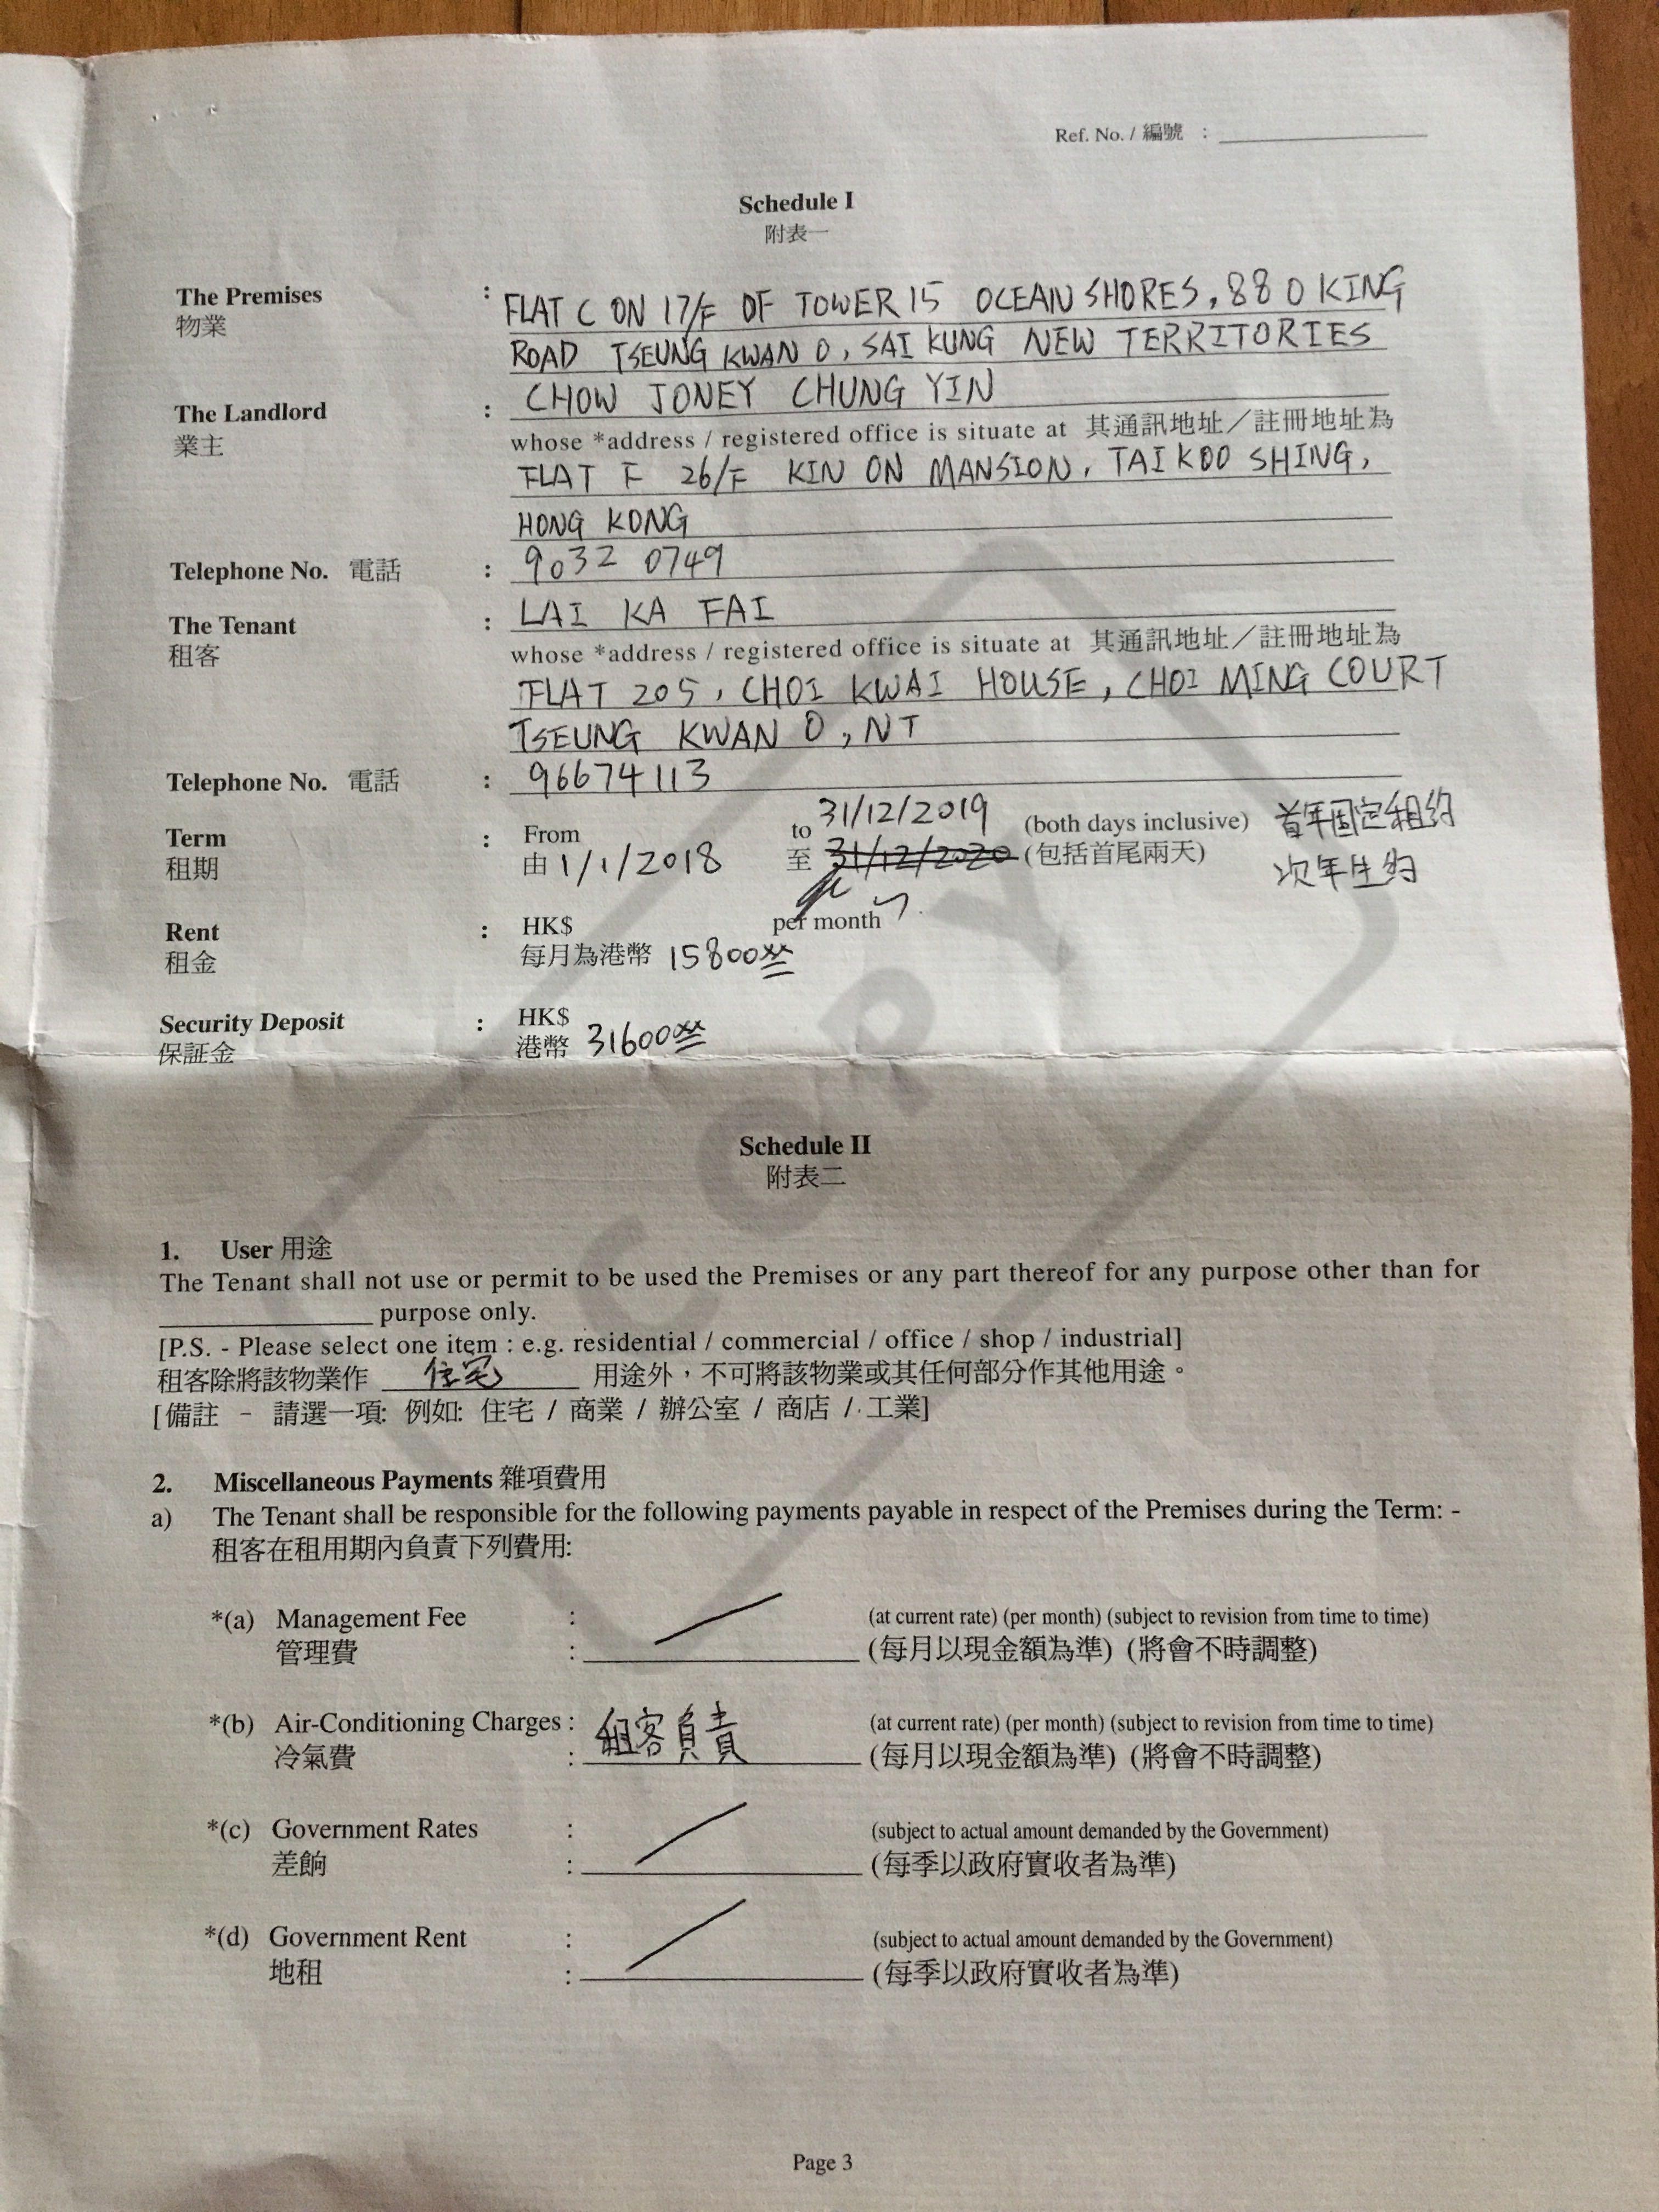 Ref. No. / 編號 :
Schedule I
附表一
The Premises : FLAT C ON 17/F OF TOWER 15 OCEAN SHORES, 88 O KING
物業 ROAD TSEUNG KWAN O, SAI KUNG NEW TERRITORIES
The Landlord : CHOW JONEY CHUNG YIN
業主 whose *address / registered office is situate at 其通訊地址／註冊地址為
FLAT F 26/F KIN ON MANSION, TAI KOO SHING,
HONG KONG
Telephone No. 電話 : 9032 0749
The Tenant : LAI KA FAI
租客 whose *address / registered office is situate at 其通訊地址／註冊地址為
FLAT 205, CHOI KWAI HOUSE, CHOI MING COURT
TSEUNG KWAN O, NT
Telephone No. 電話 : 96674113
Term : From to 31/12/2019 (both days inclusive) 首年固定租約
租期 由 1/1/2018 至 31/12/2020 (包括首尾兩天) 次年生約
Rent : HK$ per month
租金 每月為港幣 15800
Security Deposit : HK$
保証金 港幣 31600
COPY
Schedule II
附表二
1. User 用途
The Tenant shall not use or permit to be used the Premises or any part thereof for any purpose other than for
purpose only.
[P.S. - Please select one item : e.g. residential / commercial / office / shop / industrial]
租客除將該物業作 住宅 用途外，不可將該物業或其任何部分作其他用途。
[備註 - 請選一項: 例如: 住宅 / 商業 / 辦公室 / 商店 / 工業]
2. Miscellaneous Payments 雜項費用
a) The Tenant shall be responsible for the following payments payable in respect of the Premises during the Term: -
租客在租用期內負責下列費用:
*(a) Management Fee : (at current rate) (per month) (subject to revision from time to time)
管理費 : (每月以現金額為準) (將會不時調整)
*(b) Air-Conditioning Charges : 租客負責 (at current rate) (per month) (subject to revision from time to time)
冷氣費 : (每月以現金額為準) (將會不時調整)
*(c) Government Rates : (subject to actual amount demanded by the Government)
差餉 : (每季以政府實收者為準)
*(d) Government Rent : (subject to actual amount demanded by the Government)
地租 : (每季以政府實收者為準)
Page 3